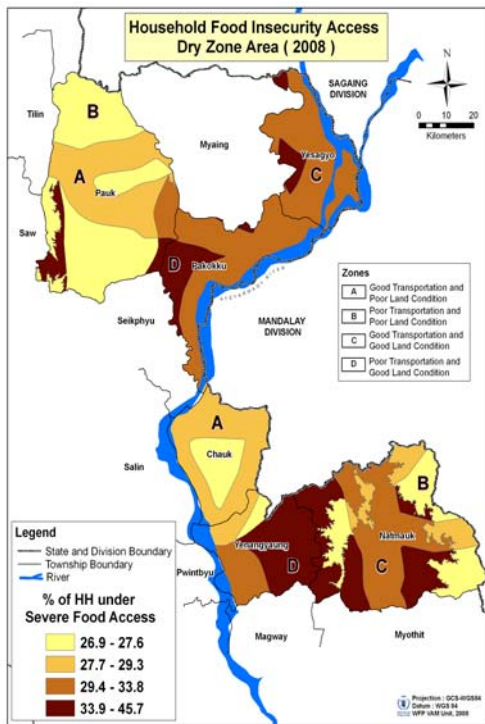 Household Food Insecurity Access
Dry Zone Area ( 2008 )
N
0 10 20
Kilometers
SAGAING
DIVISION
Tilin
B
Myaing
Yesagyo
C
A
Pauk
Saw
D
Pakokku
Seikphyu
MANDALAY
DIVISION
Zones
A Good Transportation and
Poor Land Condition
B Poor Transportation and
Poor Land Condition
C Good Transportation and
Good Land Condition
D Poor Transportation and
Good Land Condition
A
Chauk
Salin
B
Natmauk
Yenangyaung
D
C
Pwintbyu
Magway
Myothit
Legend
State and Division Boundary
Township Boundary
River
% of HH under
Severe Food Access
26.9 - 27.6
27.7 - 29.3
29.4 - 33.8
33.9 - 45.7
Projection : GCS-WGS84
Datum : WGS 84
WFP VAM Unit, 2008